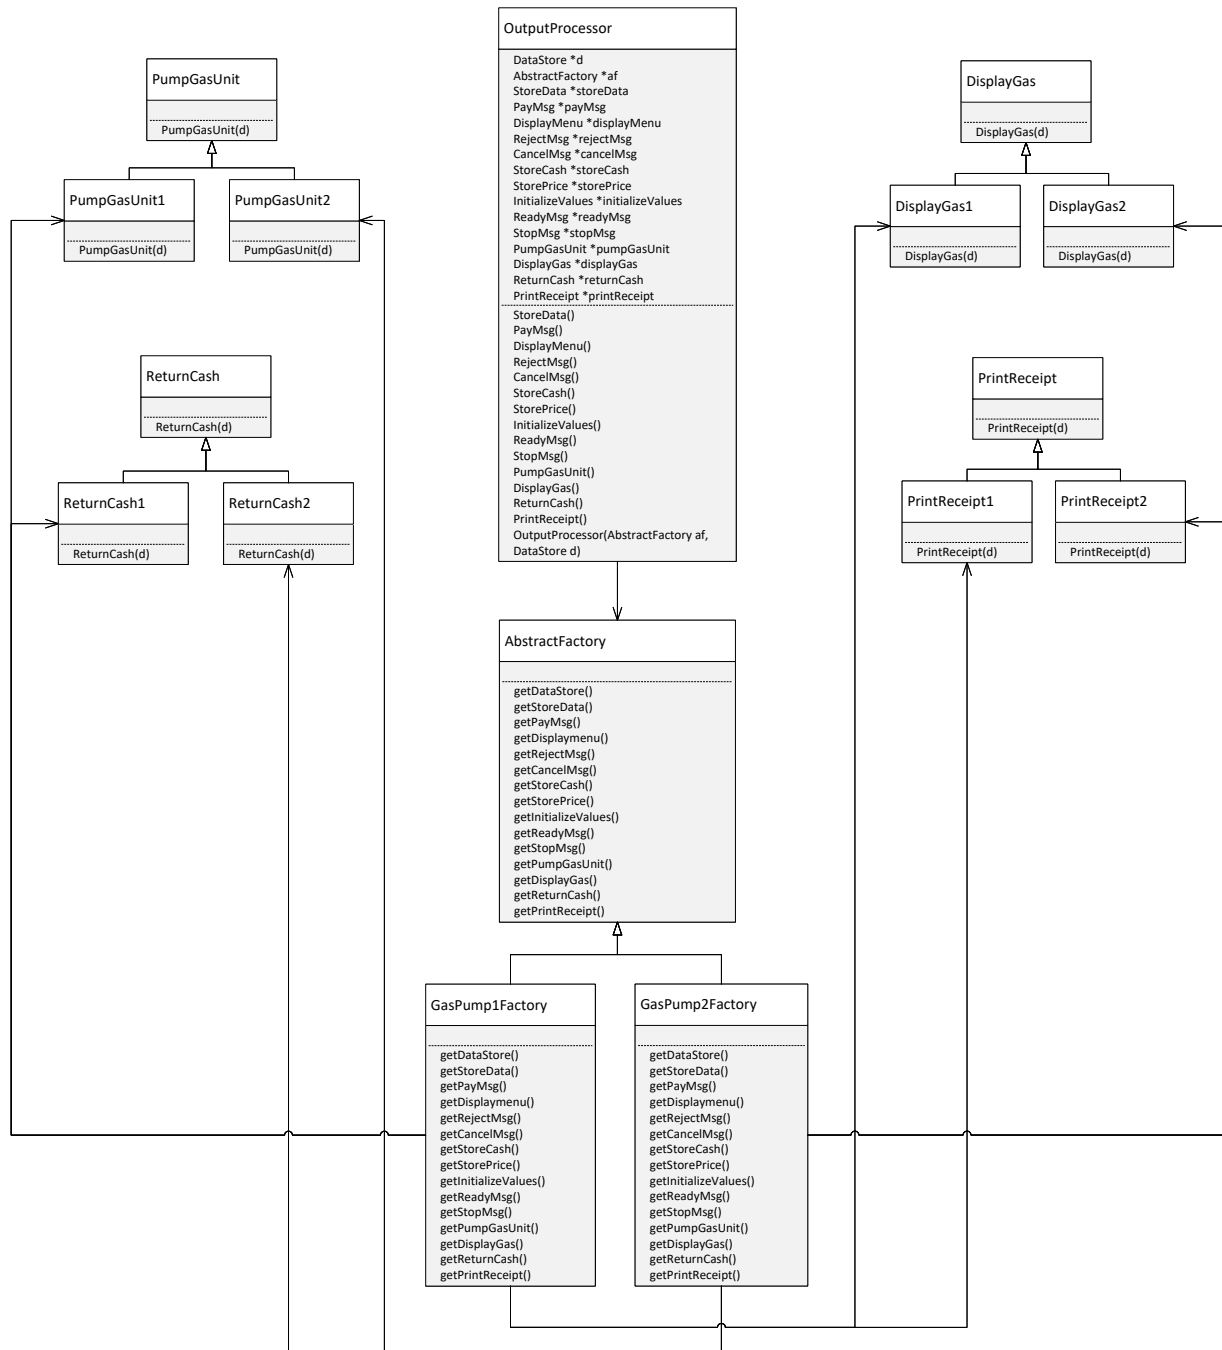 OutputProcessor
DataStore *d
AbstractFactory *af
StoreData *storeData
PayMsg *payMsg
DisplayMenu *displayMenu
RejectMsg *rejectMsg
CancelMsg *cancelMsg
StoreCash *storeCash
StorePrice *storePrice
InitializeValues *initializeValues
ReadyMsg *readyMsg
StopMsg *stopMsg
PumpGasUnit *pumpGasUnit
DisplayGas *displayGas
ReturnCash *returnCash
PrintReceipt *printReceipt
StoreData()
PayMsg()
DisplayMenu()
RejectMsg()
CancelMsg()
StoreCash()
StorePrice()
InitializeValues()
ReadyMsg()
StopMsg()
PumpGasUnit()
DisplayGas()
ReturnCash()
PrintReceipt()
OutputProcessor(AbstractFactory af,
DataStore d)
PumpGasUnit
PumpGasUnit(d)
PumpGasUnit1
PumpGasUnit(d)
PumpGasUnit2
PumpGasUnit(d)
DisplayGas
DisplayGas(d)
DisplayGas1
DisplayGas(d)
DisplayGas2
DisplayGas(d)
ReturnCash
ReturnCash(d)
ReturnCash1
ReturnCash(d)
ReturnCash2
ReturnCash(d)
PrintReceipt
PrintReceipt(d)
PrintReceipt1
PrintReceipt(d)
PrintReceipt2
PrintReceipt(d)
AbstractFactory
getDataStore()
getStoreData()
getPayMsg()
getDisplaymenu()
getRejectMsg()
getCancelMsg()
getStoreCash()
getStorePrice()
getInitializeValues()
getReadyMsg()
getStopMsg()
getPumpGasUnit()
getDisplayGas()
getReturnCash()
getPrintReceipt()
GasPump1Factory
getDataStore()
getStoreData()
getPayMsg()
getDisplaymenu()
getRejectMsg()
getCancelMsg()
getStoreCash()
getStorePrice()
getInitializeValues()
getReadyMsg()
getStopMsg()
getPumpGasUnit()
getDisplayGas()
getReturnCash()
getPrintReceipt()
GasPump2Factory
getDataStore()
getStoreData()
getPayMsg()
getDisplaymenu()
getRejectMsg()
getCancelMsg()
getStoreCash()
getStorePrice()
getInitializeValues()
getReadyMsg()
getStopMsg()
getPumpGasUnit()
getDisplayGas()
getReturnCash()
getPrintReceipt()